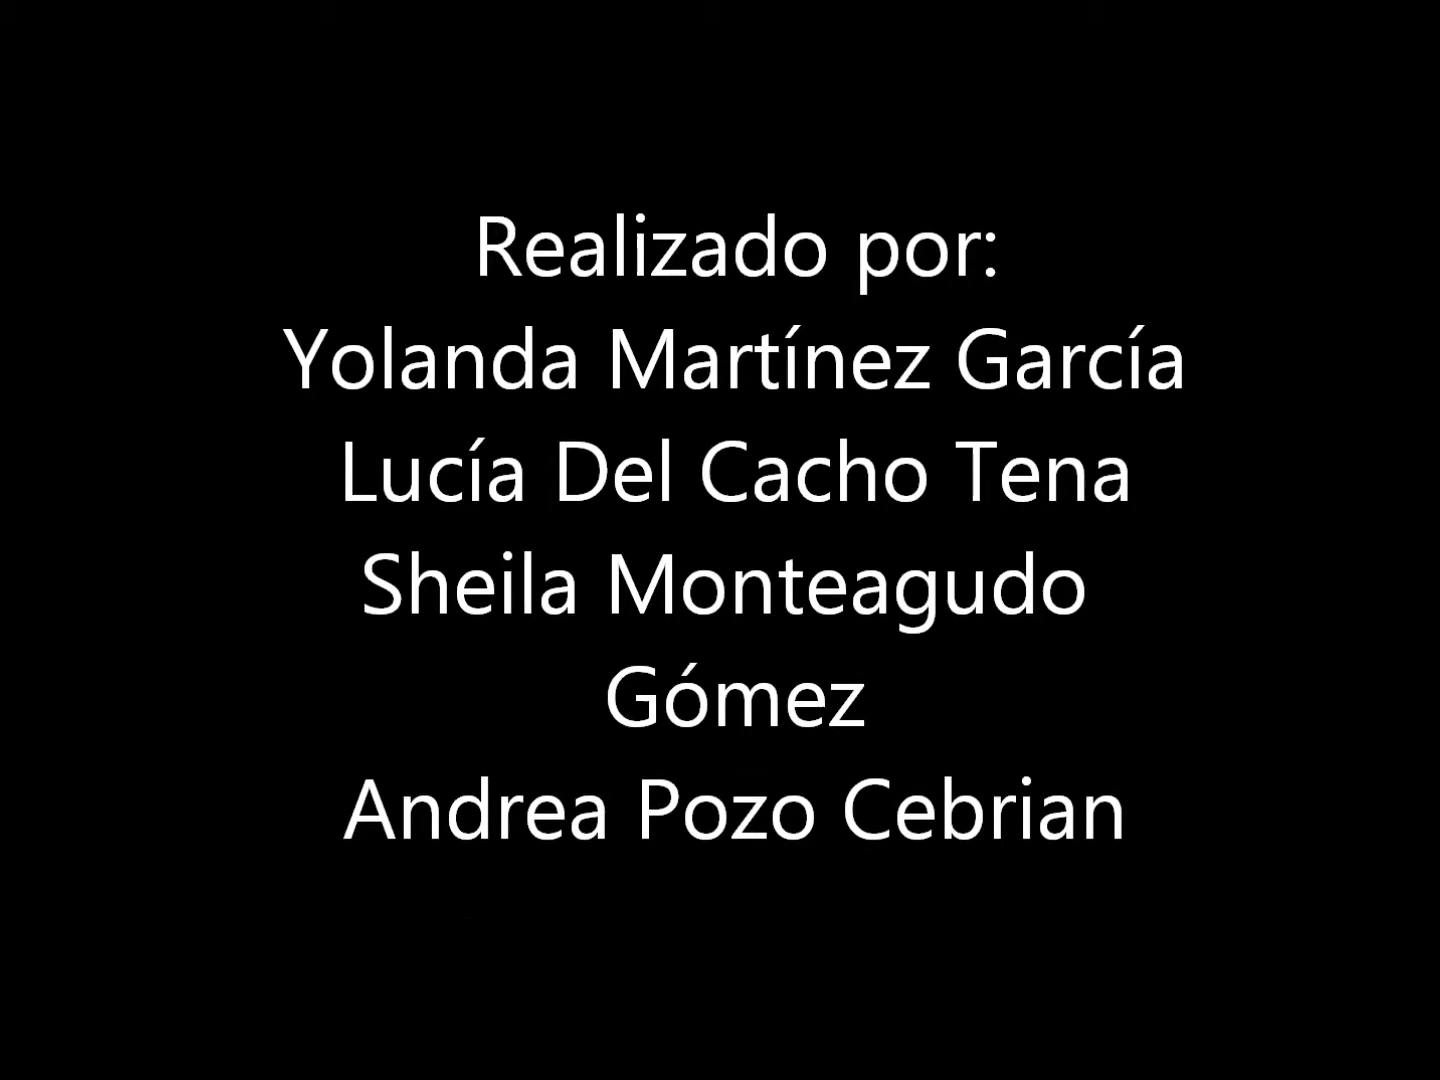 Realizado por:
Yolanda Martínez García
Lucía Del Cacho Tena
Sheila Monteagudo
Gómez
Andrea Pozo Cebrian